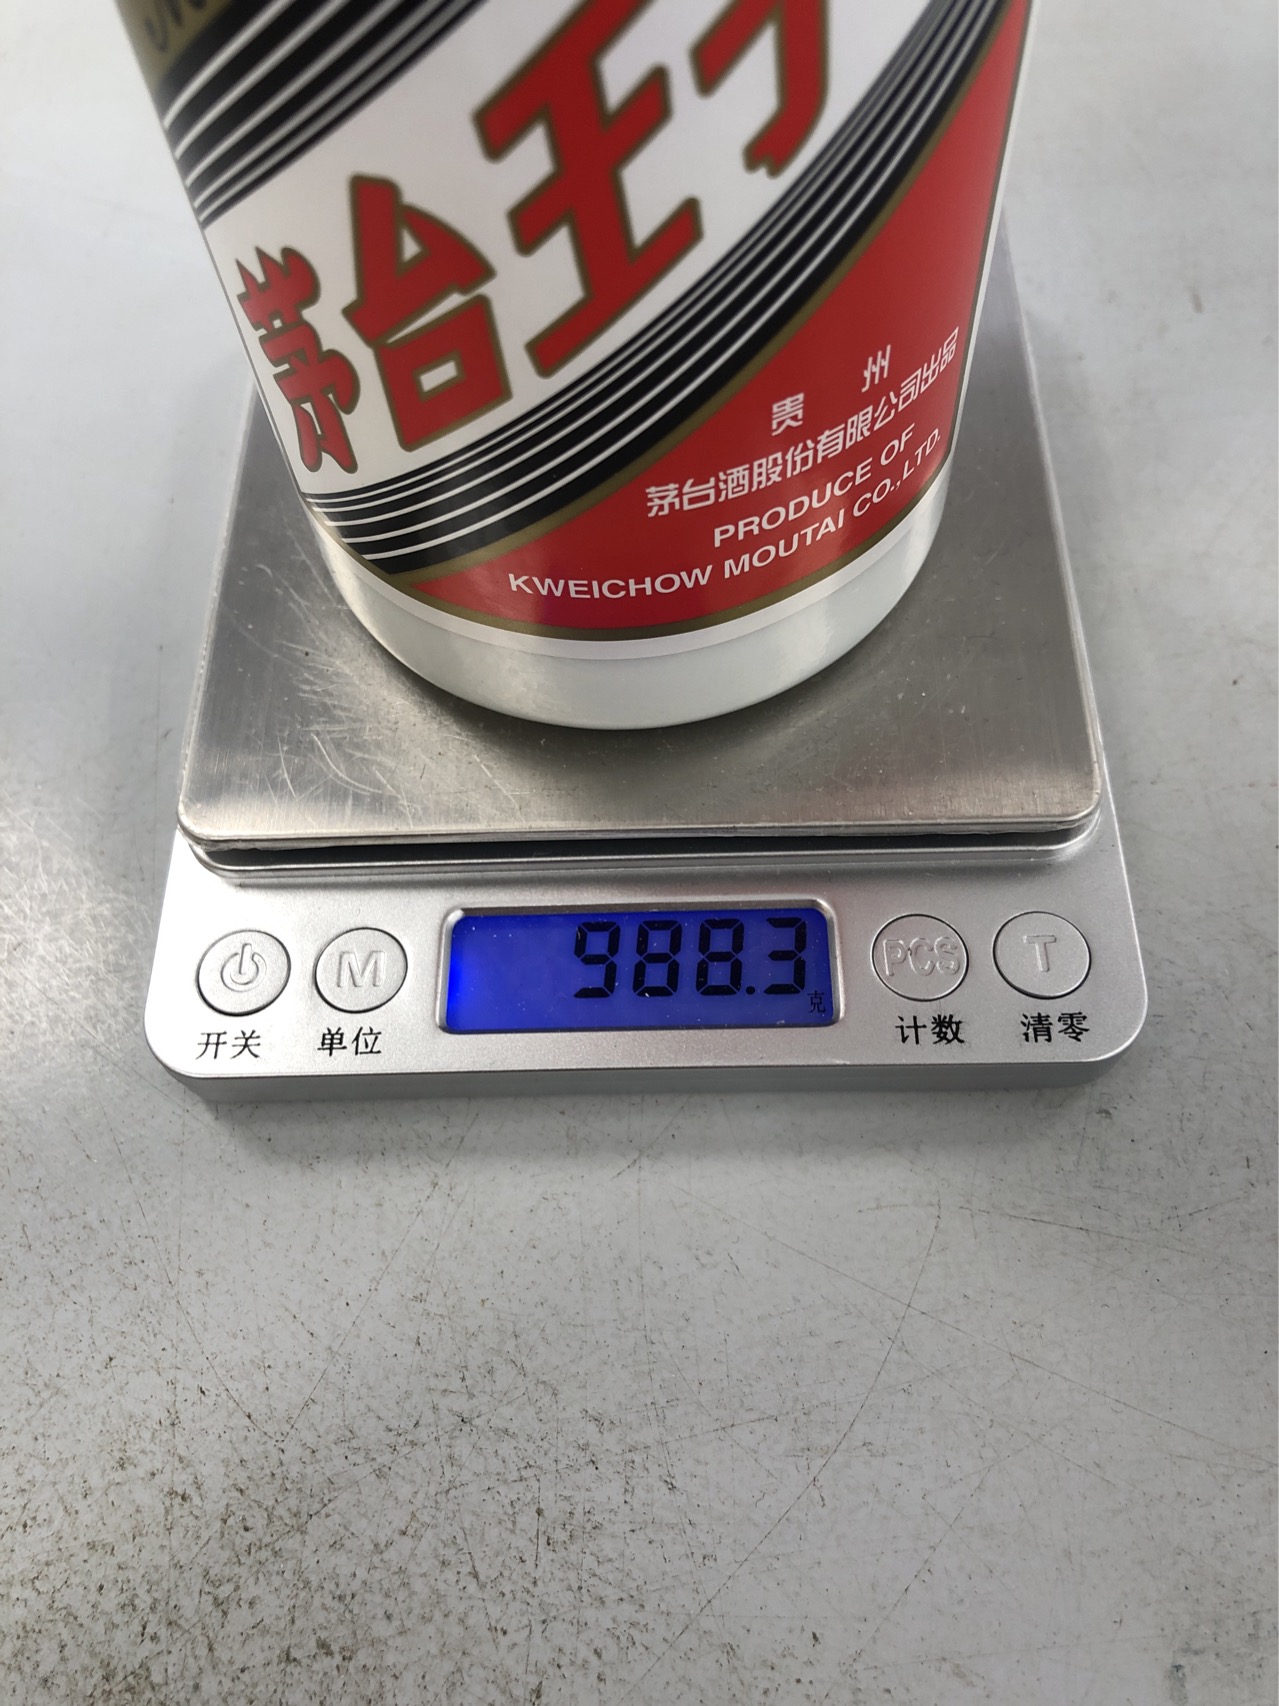 茅台王子
贵 州
茅台酒股份有限公司出品
PRODUCE OF
KWEICHOW MOUTAI CO.,LTD.
988.3
克
M
PCS
T
开关
单位
计数
清零